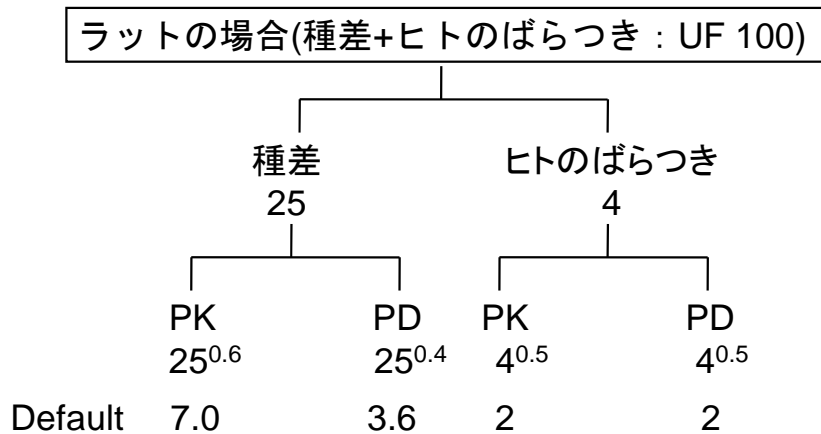 ラットの場合(種差+ヒトのばらつき：UF 100)
種差 ヒトのばらつき
25 4
PK PD PK PD
25^0.6 25^0.4 4^0.5 4^0.5
Default 7.0 3.6 2 2